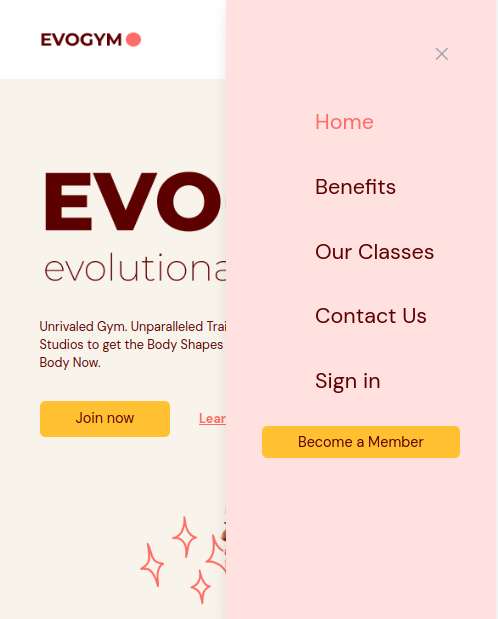 EVOGYM
Home
Benefits
Our Classes
Contact Us
Sign in
Become a Member
EVO
evolutiona
Unrivaled Gym. Unparalleled Trai
Studios to get the Body Shapes
Body Now.
Join now
Lear